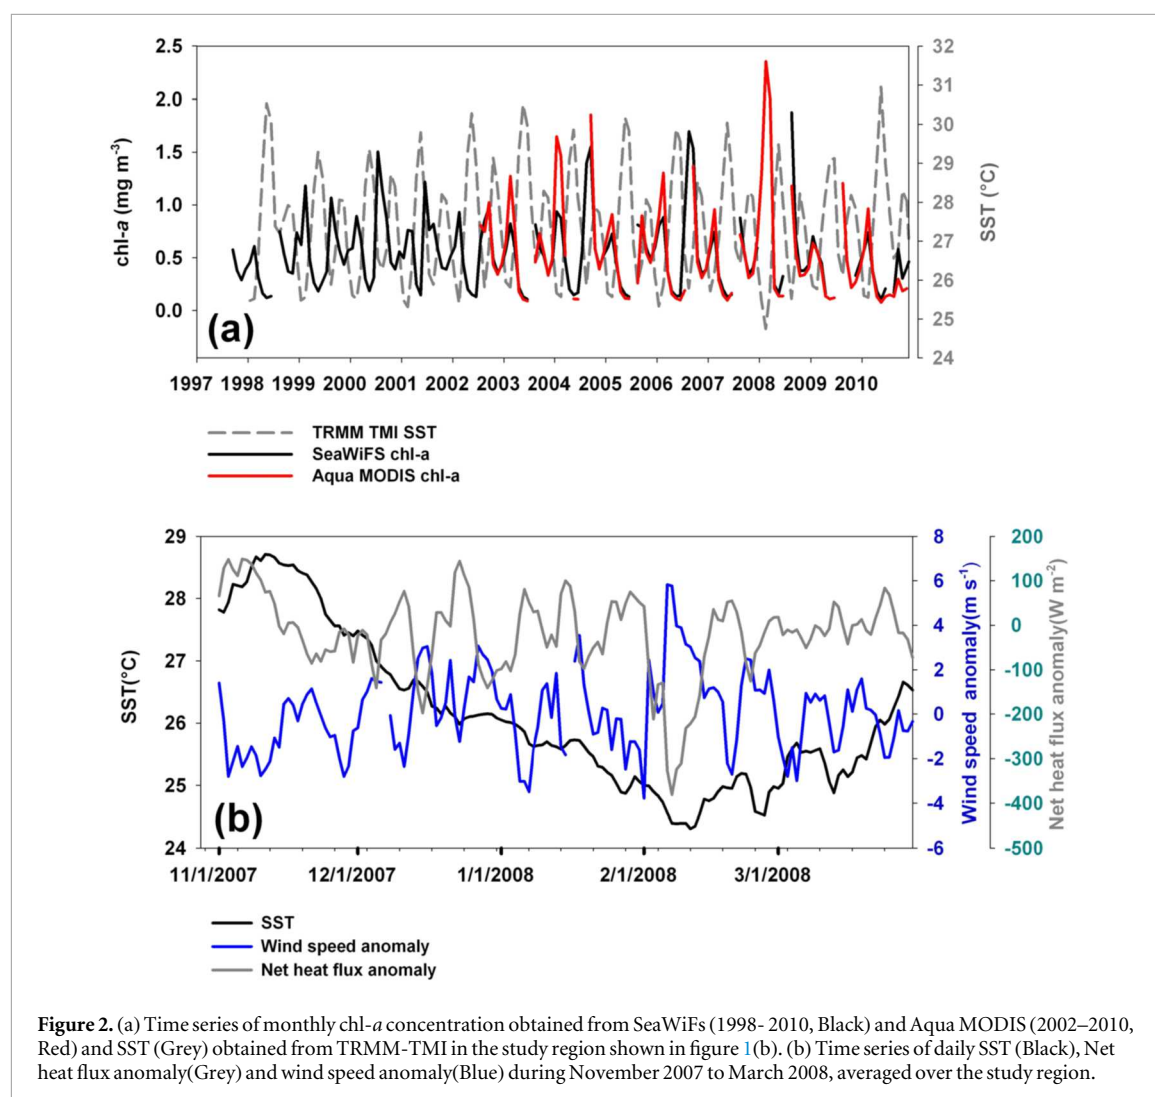 2.5
2.0
1.5
1.0
0.5
0.0
chl-a (mg m-3)
32
31
30
29
28
27
26
25
24
SST (°C)
(a)
1997 1998 1999 2000 2001 2002 2003 2004 2005 2006 2007 2008 2009 2010
TRMM TMI SST
SeaWiFS chl-a
Aqua MODIS chl-a
29
28
27
26
25
24
SST(°C)
8
6
4
2
0
-2
-4
-6
Wind speed anomaly(m s-1)
200
100
0
-100
-200
-300
-400
-500
Net heat flux anomaly(W m-2)
(b)
11/1/2007 12/1/2007 1/1/2008 2/1/2008 3/1/2008
SST
Wind speed anomaly
Net heat flux anomaly
Figure 2. (a) Time series of monthly chl-a concentration obtained from SeaWiFs (1998- 2010, Black) and Aqua MODIS (2002–2010,
Red) and SST (Grey) obtained from TRMM-TMI in the study region shown in figure 1(b). (b) Time series of daily SST (Black), Net
heat flux anomaly(Grey) and wind speed anomaly(Blue) during November 2007 to March 2008, averaged over the study region.